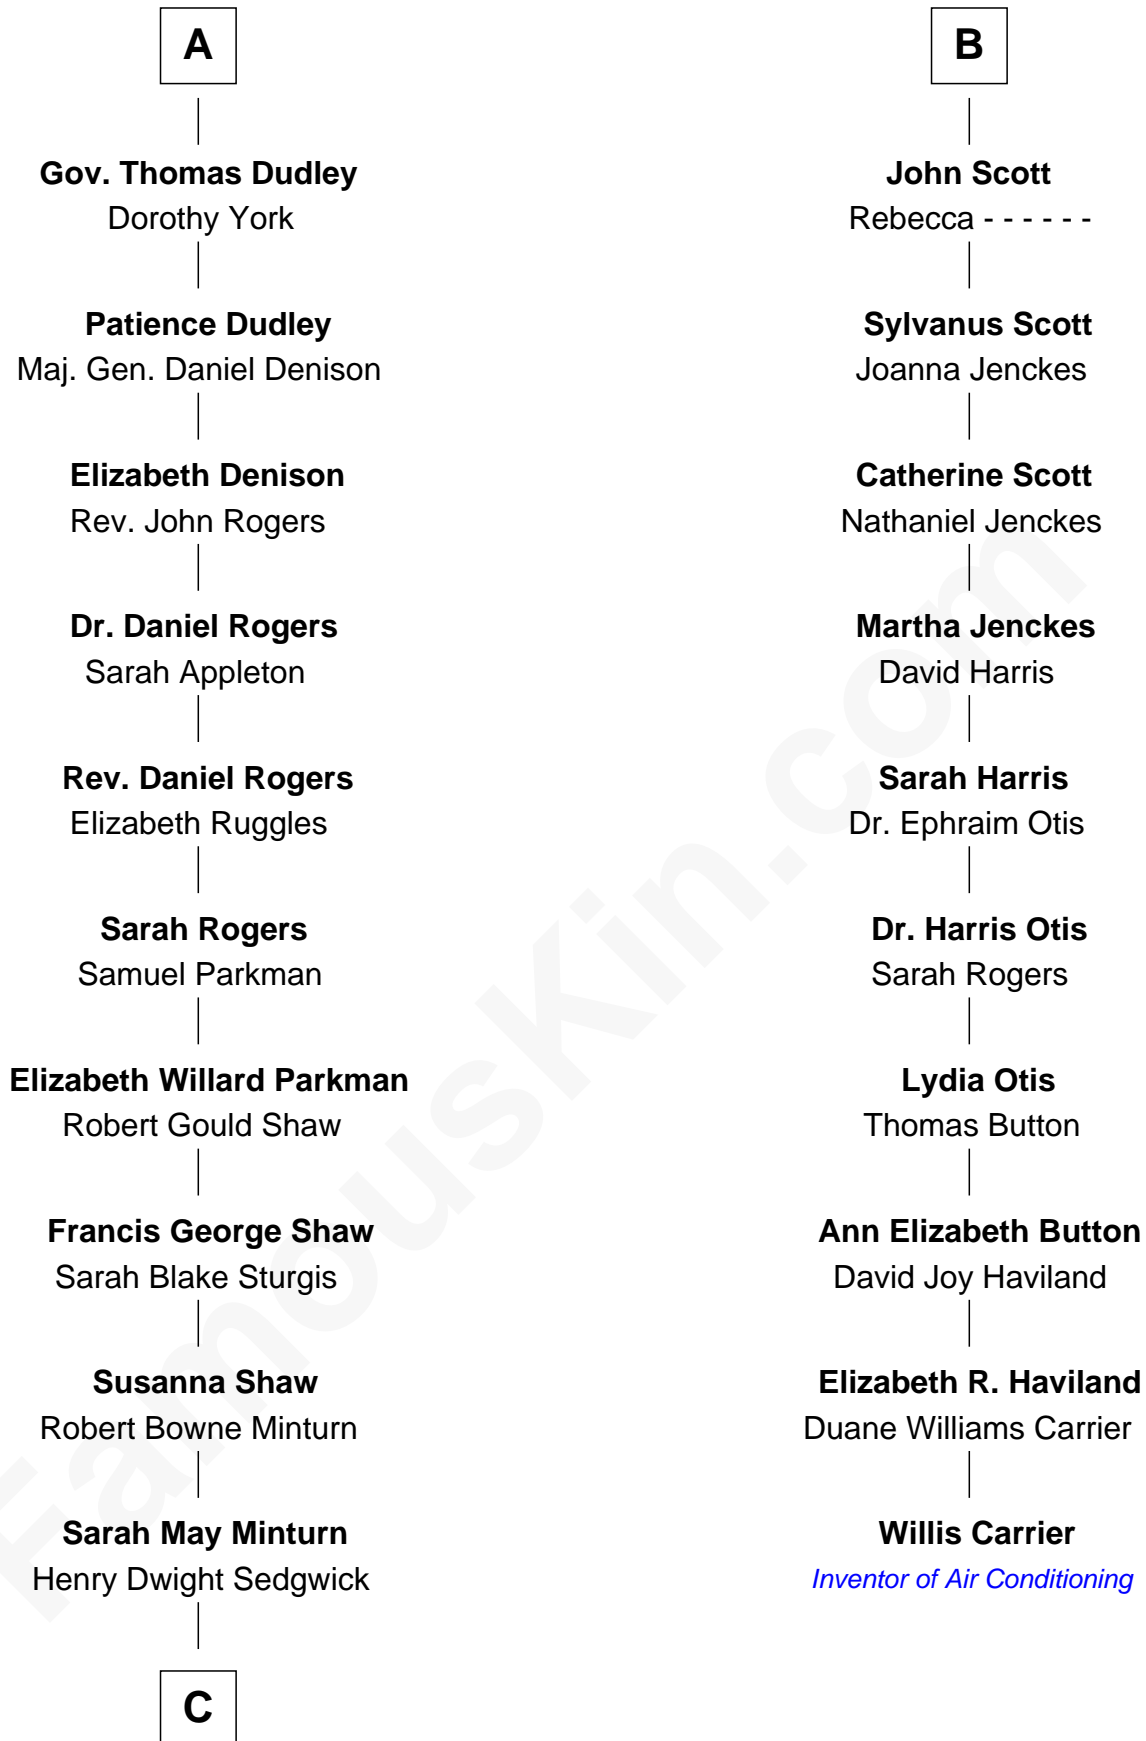 A
Gov. Thomas Dudley
Dorothy York
Patience Dudley
Maj. Gen. Daniel Denison
Elizabeth Denison
Rev. John Rogers
Dr. Daniel Rogers
Sarah Appleton
Rev. Daniel Rogers
Elizabeth Ruggles
Sarah Rogers
Samuel Parkman
Elizabeth Willard Parkman
Robert Gould Shaw
Francis George Shaw
Sarah Blake Sturgis
Susanna Shaw
Robert Bowne Minturn
Sarah May Minturn
Henry Dwight Sedgwick
C
B
John Scott
Rebecca - - - - - -
Sylvanus Scott
Joanna Jenckes
Catherine Scott
Nathaniel Jenckes
Martha Jenckes
David Harris
Sarah Harris
Dr. Ephraim Otis
Dr. Harris Otis
Sarah Rogers
Lydia Otis
Thomas Button
Ann Elizabeth Button
David Joy Haviland
Elizabeth R. Haviland
Duane Williams Carrier
Willis Carrier
Inventor of Air Conditioning
FamousKin.com